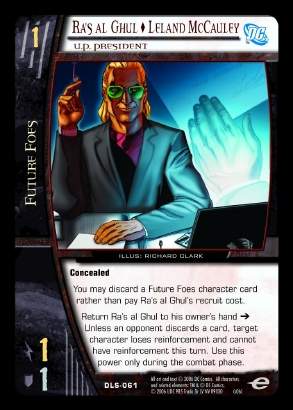 1
RA'S AL GHUL ♦ LELAND MCCAULEY
U.P. PRESIDENT
DC
FUTURE FOES
ILLUS: RICHARD CLARK
Concealed
You may discard a Future Foes character card
rather than pay Ra's al Ghul's recruit cost.
Return Ra's al Ghul to his owner's hand →
Unless an opponent discards a card, target
character loses reinforcement and cannot
have reinforcement this turn. Use this
power only during the combat phase.
1
1
DLS-061